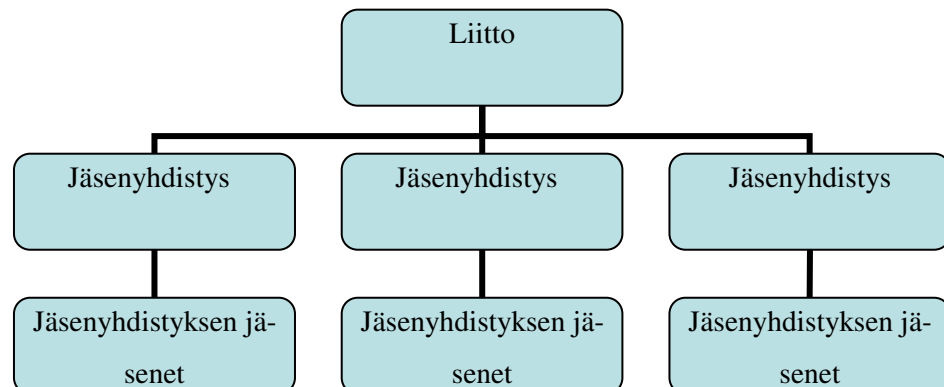 Liitto
Jäsenyhdistys
Jäsenyhdistys
Jäsenyhdistys
Jäsenyhdistyksen jä-
senet
Jäsenyhdistyksen jä-
senet
Jäsenyhdistyksen jä-
senet